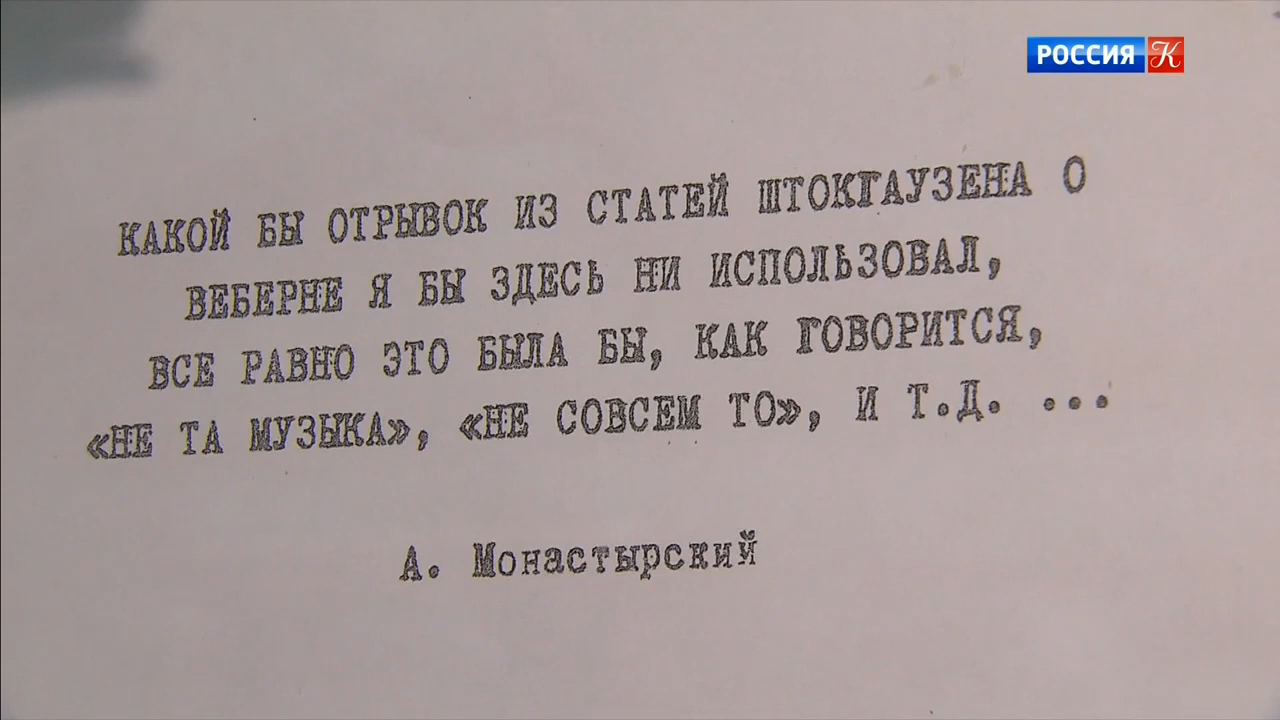 РОССИЯ К
КАКОЙ БЫ ОТРЫВОК ИЗ СТАТЕЙ ШТОКГАУЗЕНА О
ВЕБЕРНЕ Я БЫ ЗДЕСЬ НИ ИСПОЛЬЗОВАЛ,
ВСЕ РАВНО ЭТО БЫЛА БЫ, КАК ГОВОРИТСЯ,
«НЕ ТА МУЗЫКА», «НЕ СОВСЕМ ТО», И Т.Д. ...
А. Монастырский